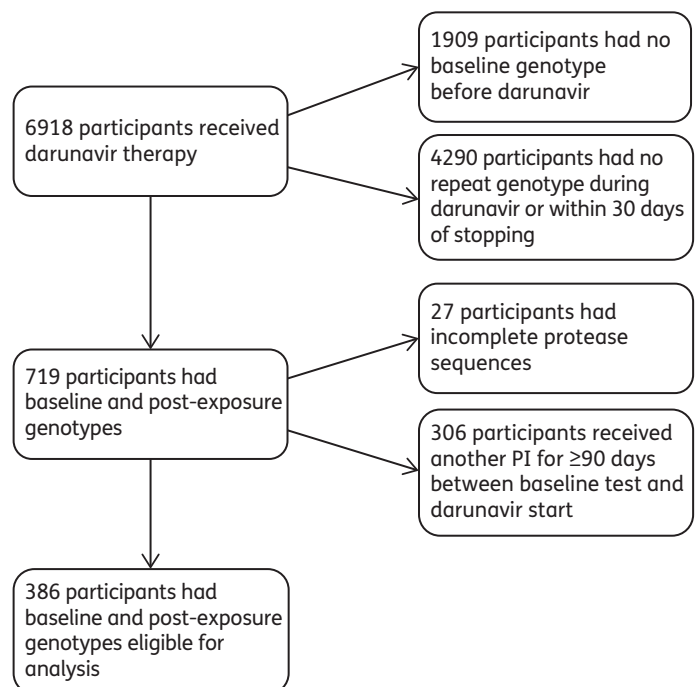 6918 participants received
darunavir therapy
1909 participants had no
baseline genotype
before darunavir
4290 participants had no
repeat genotype during
darunavir or within 30 days
of stopping
719 participants had
baseline and post-exposure
genotypes
27 participants had
incomplete protease
sequences
306 participants received
another PI for ≥90 days
between baseline test and
darunavir start
386 participants had
baseline and post-exposure
genotypes eligible for
analysis